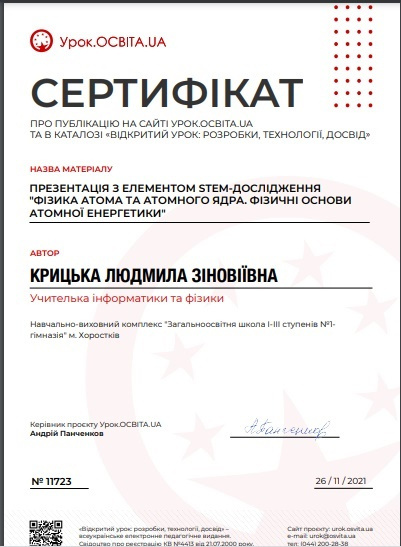 Урок.ОСВІТА.UA
СЕРТИФІКАТ
ПРО ПУБЛІКАЦІЮ НА САЙТІ УРОК.ОСВІТА.UA
ТА В КАТАЛОЗІ «ВІДКРИТИЙ УРОК: РОЗРОБКИ, ТЕХНОЛОГІЇ, ДОСВІД»
НАЗВА МАТЕРІАЛУ
ПРЕЗЕНТАЦІЯ З ЕЛЕМЕНТОМ STEM-ДОСЛІДЖЕННЯ
"ФІЗИКА АТОМА ТА АТОМНОГО ЯДРА. ФІЗИЧНІ ОСНОВИ
АТОМНОЇ ЕНЕРГЕТИКИ"
АВТОР
КРИЦЬКА ЛЮДМИЛА ЗІНОВІЇВНА
Учителька інформатики та фізики
Навчально-виховний комплекс "Загальноосвітня школа І-ІІІ ступенів №1-
гімназія" м. Хоростків
Керівник проєкту Урок.ОСВІТА.UA
Андрій Панченков
А.Панченков
№ 11723
26 / 11 / 2021
«Відкритий урок: розробки, технології, досвід» –
всеукраїнське електронне педагогічне видання.
Свідоцтво про реєстрацію КВ №4413 від 21.07.2000 року.
Сайт проєкту: urok.osvita.ua
E-mail: urok@osvita.ua
тел.: (044) 200-28-38